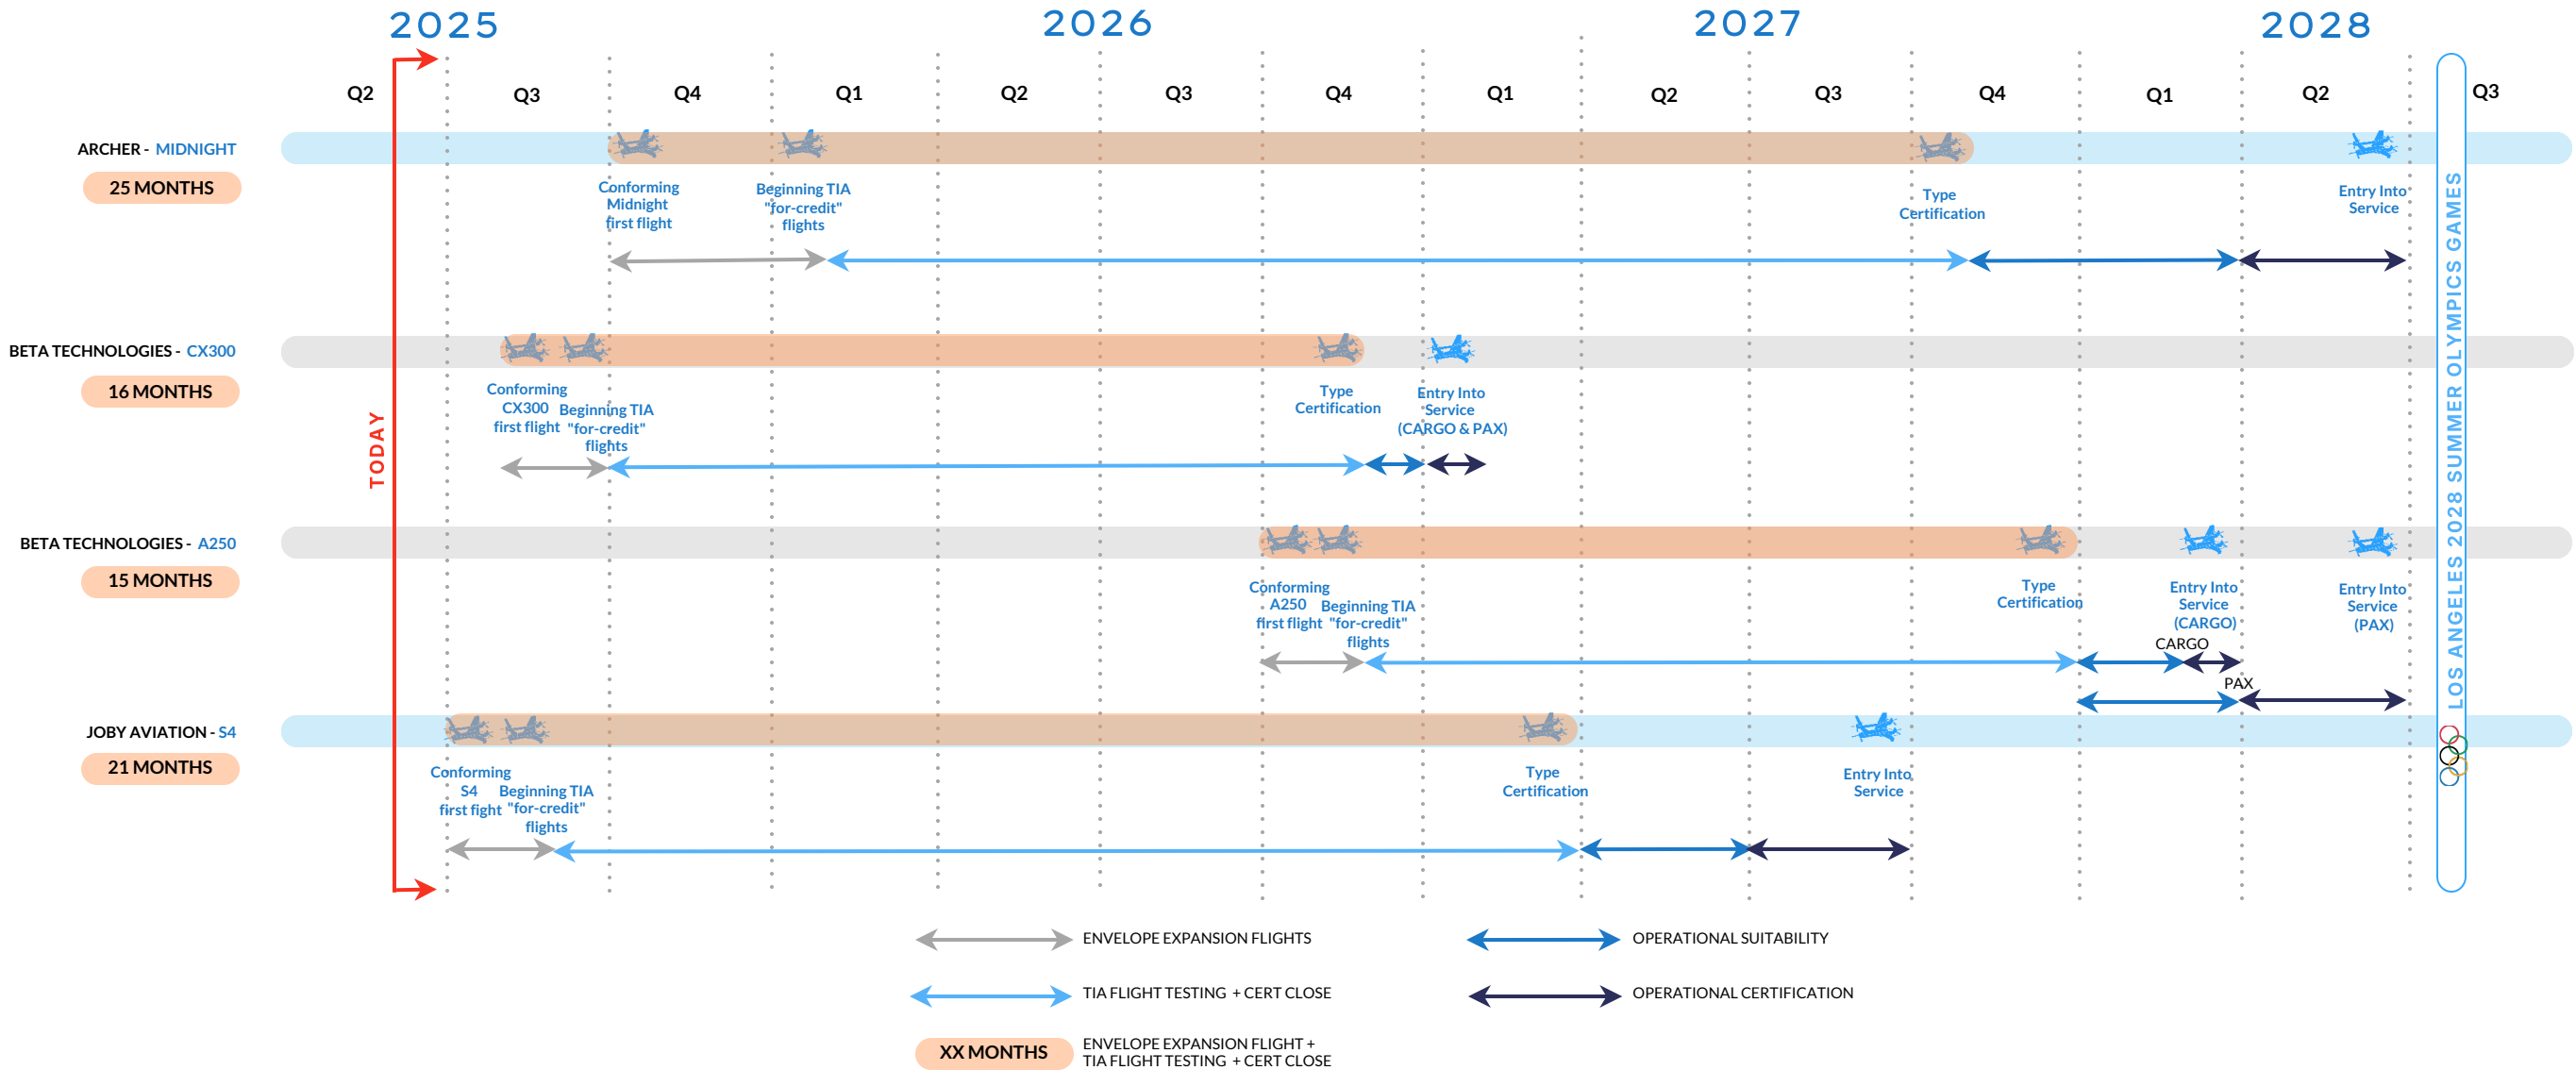 2025
2026
2027
2028
Q2
Q3
Q4
Q1
Q2
Q3
Q4
Q1
Q2
Q3
Q4
Q1
Q2
Q3
ARCHER - MIDNIGHT
25 MONTHS
Conforming
Midnight
first flight
Beginning TIA
"for-credit"
flights
Type
Certification
Entry Into
Service
BETA TECHNOLOGIES - CX300
16 MONTHS
Conforming
CX300
first flight
Beginning TIA
"for-credit"
flights
Type
Certification
Entry Into
Service
(CARGO & PAX)
TODAY
BETA TECHNOLOGIES - A250
15 MONTHS
Conforming
A250
first flight
Beginning TIA
"for-credit"
flights
Type
Certification
Entry Into
Service
(CARGO)
Entry Into
Service
(PAX)
CARGO
PAX
JOBY AVIATION - S4
21 MONTHS
Conforming
S4
first fight
Beginning TIA
"for-credit"
flights
Type
Certification
Entry Into
Service
LOS ANGELES 2028 SUMMER OLYMPICS GAMES
ENVELOPE EXPANSION FLIGHTS
OPERATIONAL SUITABILITY
TIA FLIGHT TESTING + CERT CLOSE
OPERATIONAL CERTIFICATION
XX MONTHS
ENVELOPE EXPANSION FLIGHT +
TIA FLIGHT TESTING + CERT CLOSE